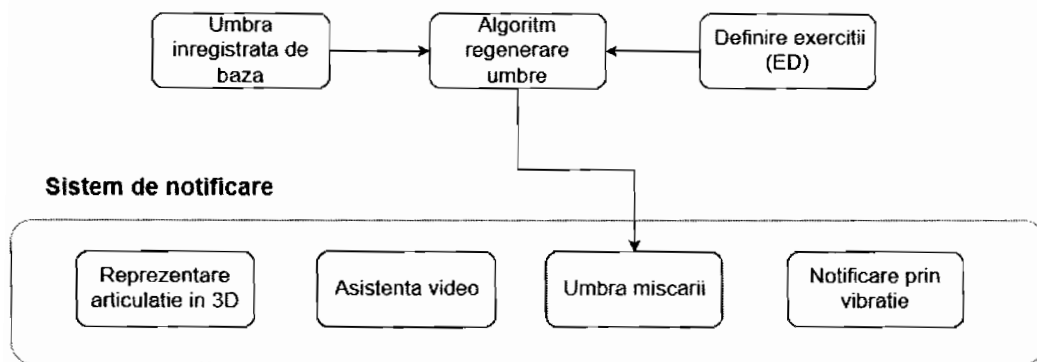 Umbra
inregistrata de
baza
Algoritm
regenerare
umbre
Definire exercitii
(ED)
Sistem de notificare
Reprezentare
articulatie in 3D
Asistenta video
Umbra miscarii
Notificare prin
vibratie